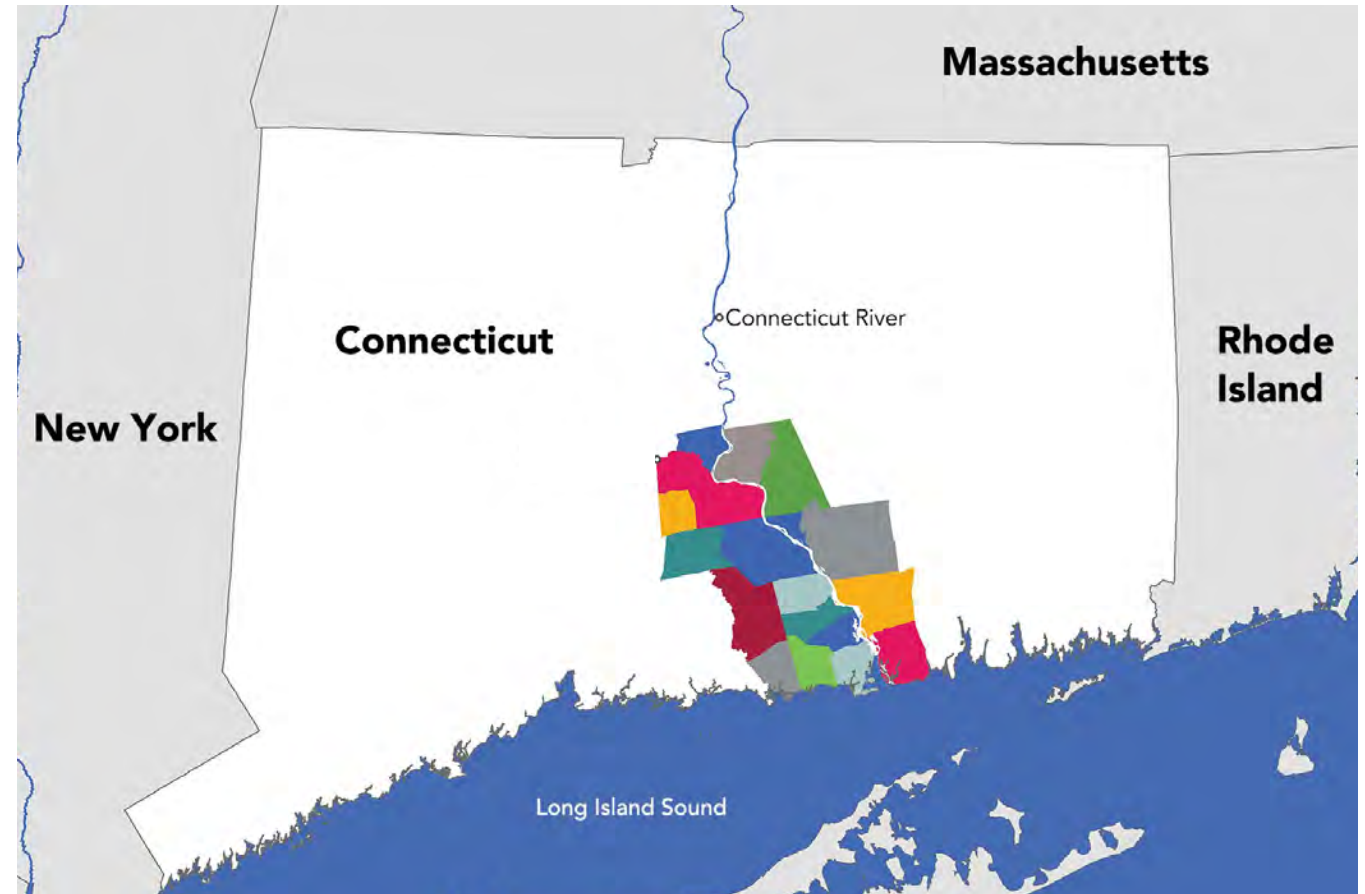 Massachusetts
Connecticut River
Connecticut
Rhode
Island
New York
Long Island Sound